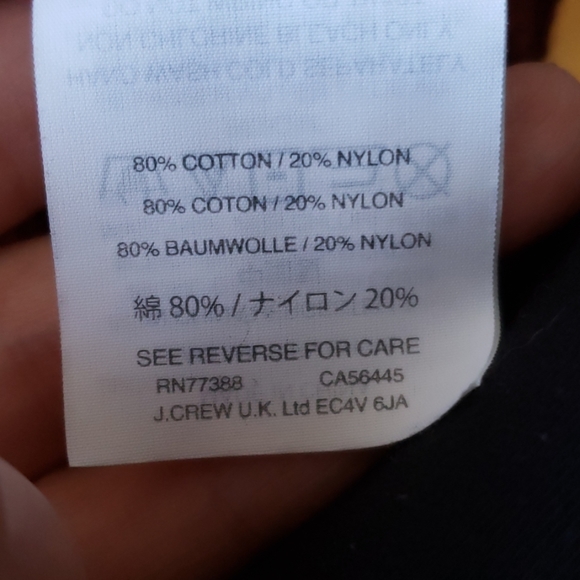 80% COTTON / 20% NYLON
80% COTON / 20% NYLON
80% BAUMWOLLE / 20% NYLON
綿 80% / ナイロン 20%
SEE REVERSE FOR CARE
RN77388 CA56445
J.CREW U.K. Ltd EC4V 6JA